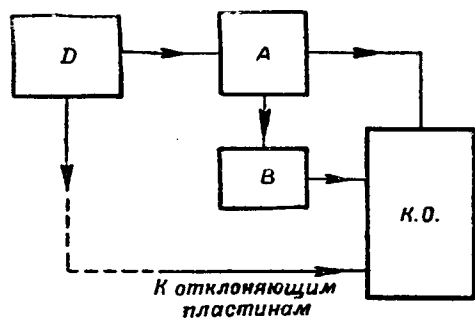 D
A
B
К.О.
К отклоняющим
пластинам